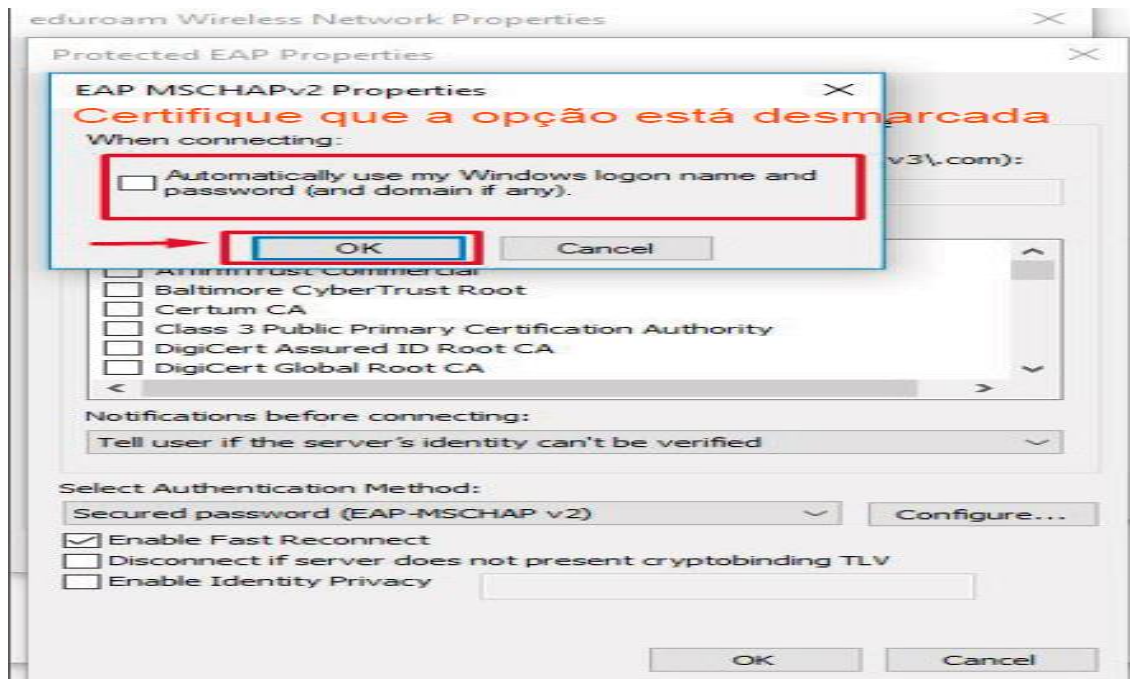 eduroam Wireless Network Properties
Protected EAP Properties
EAP MSCHAPv2 Properties
Certifique que a opção está desmarcada
When connecting:
v3\.com):
Automatically use my Windows logon name and
password (and domain if any).
OK Cancel
AffirmTrust Commercial
Baltimore CyberTrust Root
Certum CA
Class 3 Public Primary Certification Authority
DigiCert Assured ID Root CA
DigiCert Global Root CA
Notifications before connecting:
Tell user if the server's identity can't be verified
Select Authentication Method:
Secured password (EAP-MSCHAP v2) Configure...
Enable Fast Reconnect
Disconnect if server does not present cryptobinding TLV
Enable Identity Privacy
OK Cancel